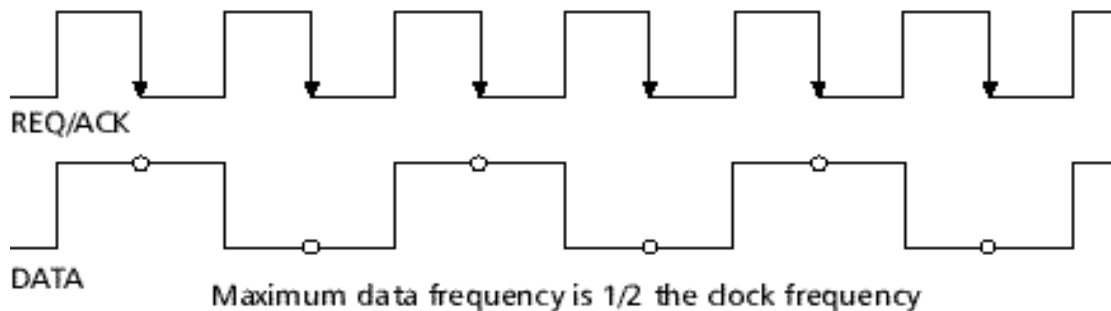 REQ/ACK
DATA
Maximum data frequency is 1/2 the clock frequency